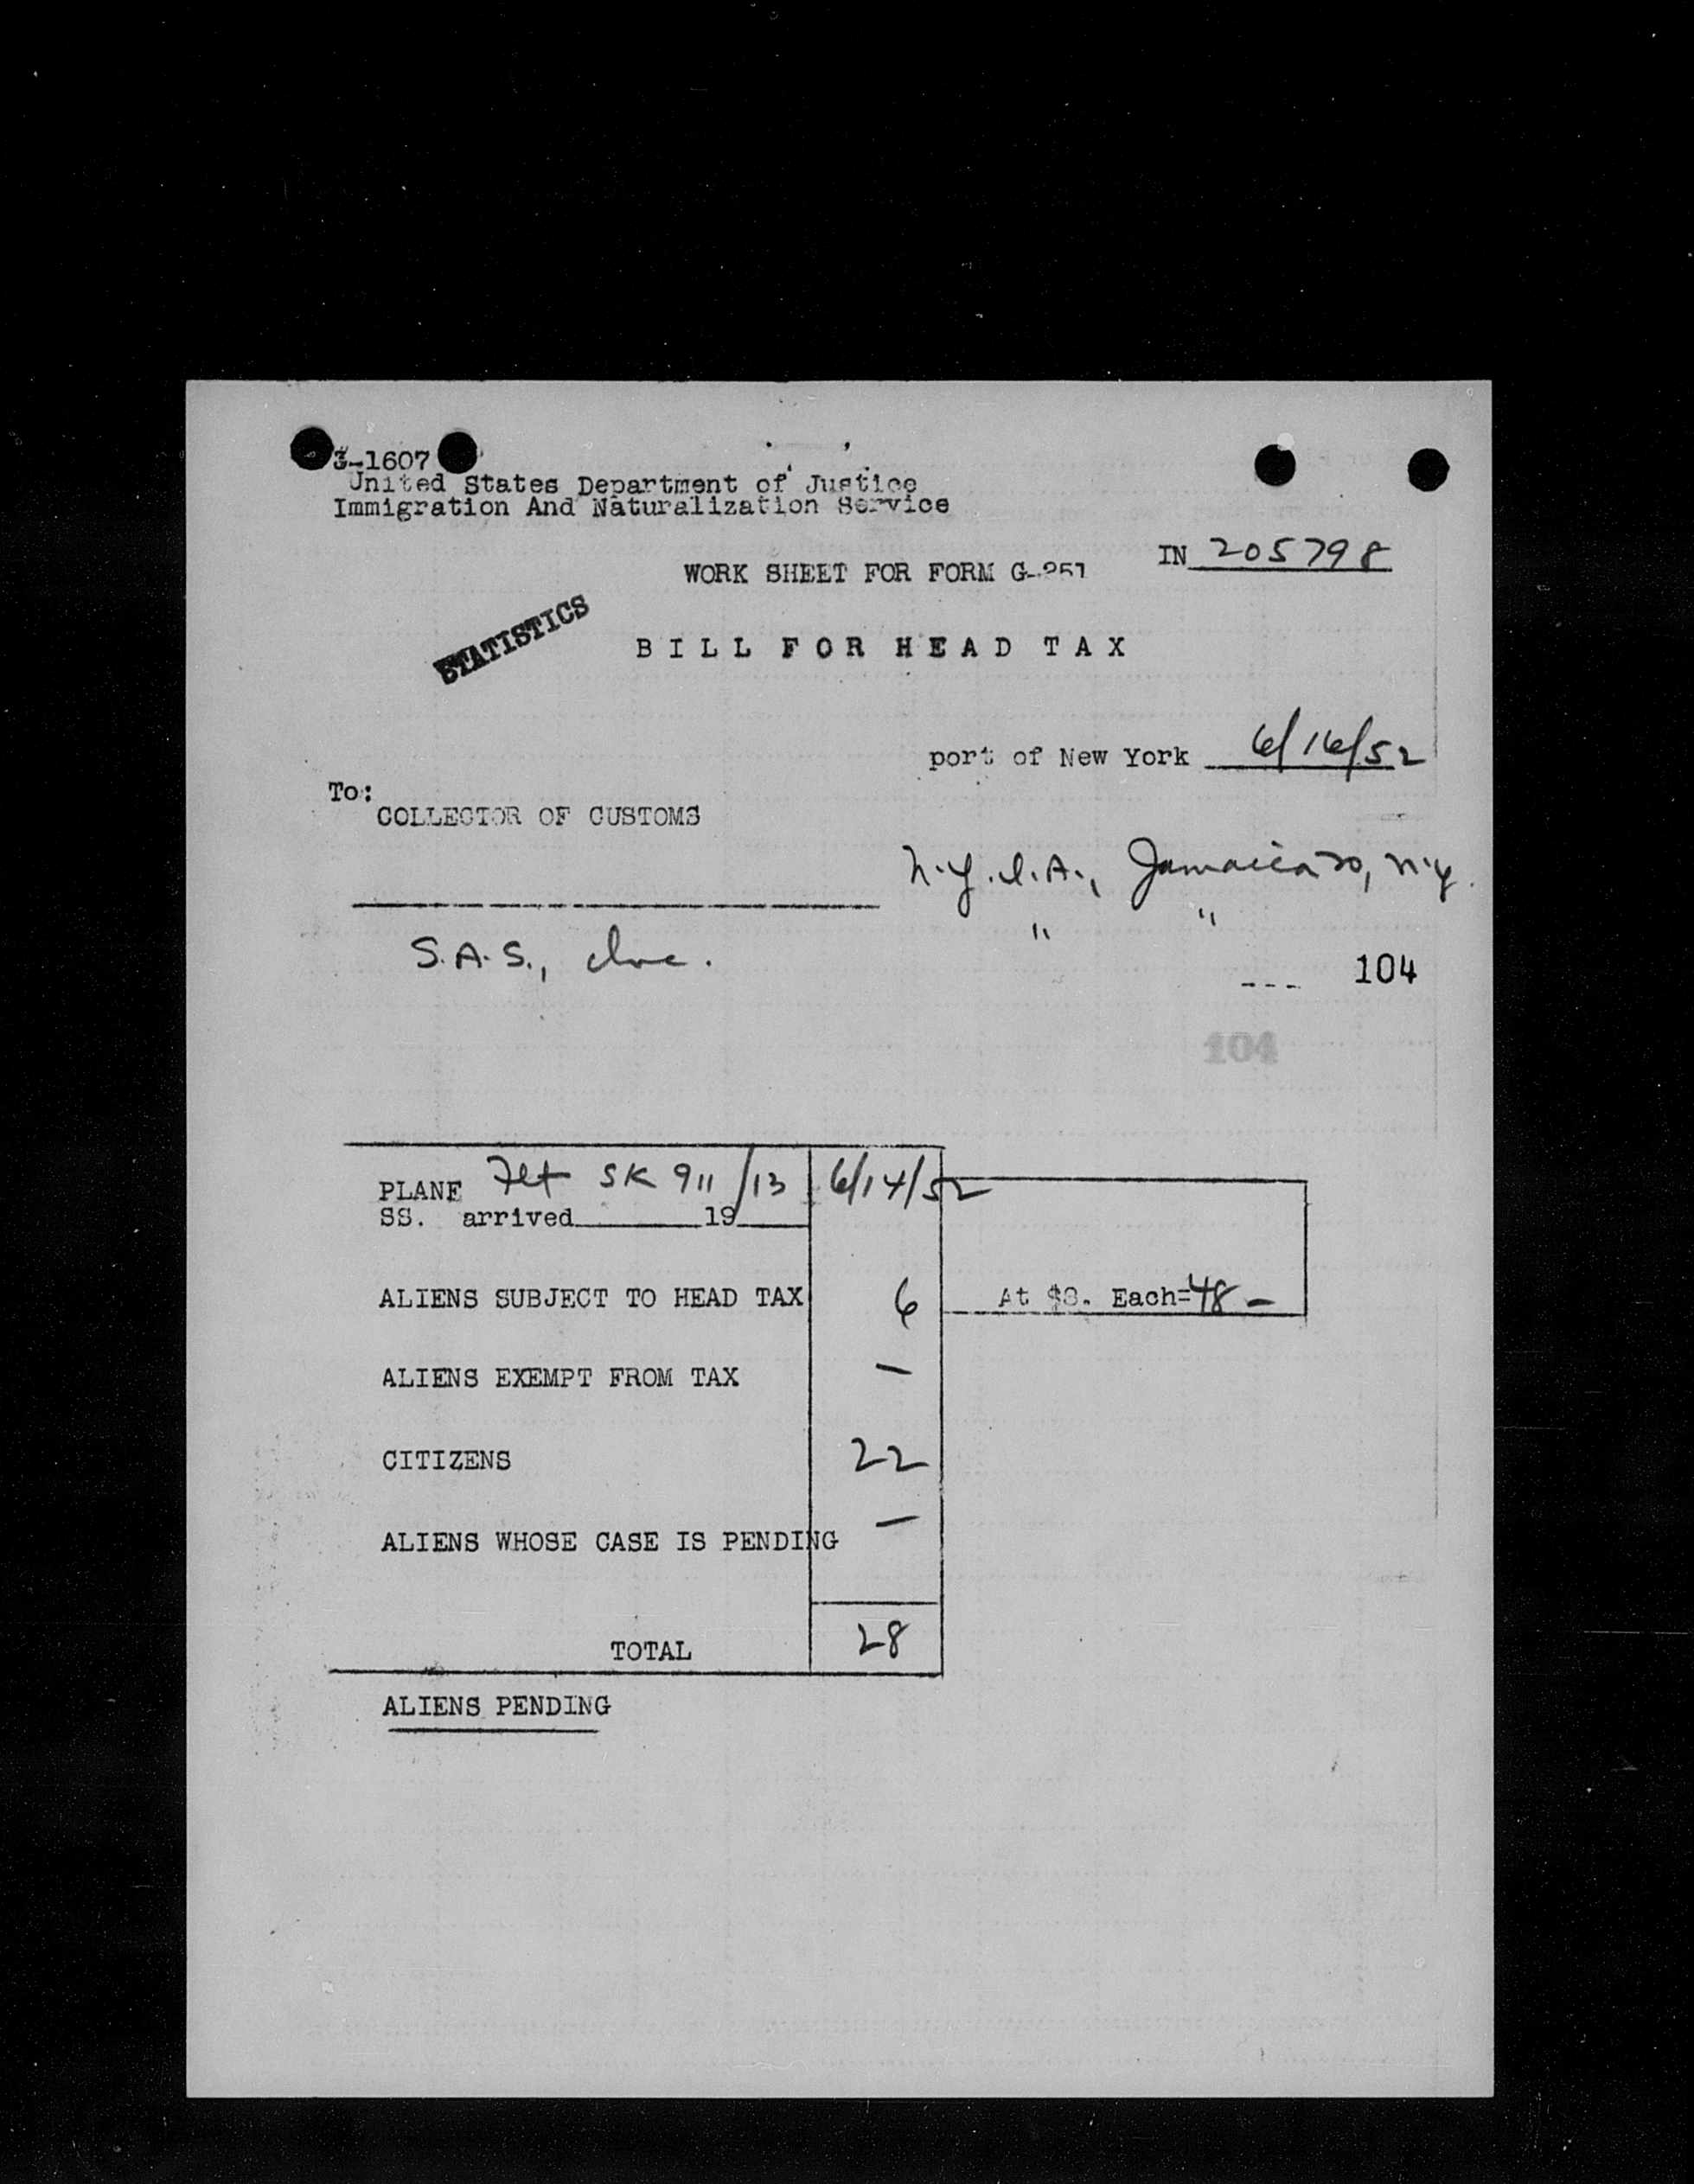 3-1607
United States Department of Justice
Immigration And Naturalization Service
IN 205798
WORK SHEET FOR FORM G-251
STATISTICS
BILL FOR HEAD TAX
port of New York 6/16/52
To:
COLLECTOR OF CUSTOMS
N.Y.I.A., Jamaica 30, N.Y.
S.A.S., Inc. " "
--- 104
104
PLANE Flt SK 911/13 6/14/52
SS. arrived 19
ALIENS SUBJECT TO HEAD TAX 6 At $8. Each=48 -
ALIENS EXEMPT FROM TAX -
CITIZENS 22
ALIENS WHOSE CASE IS PENDING -
TOTAL 28
ALIENS PENDING